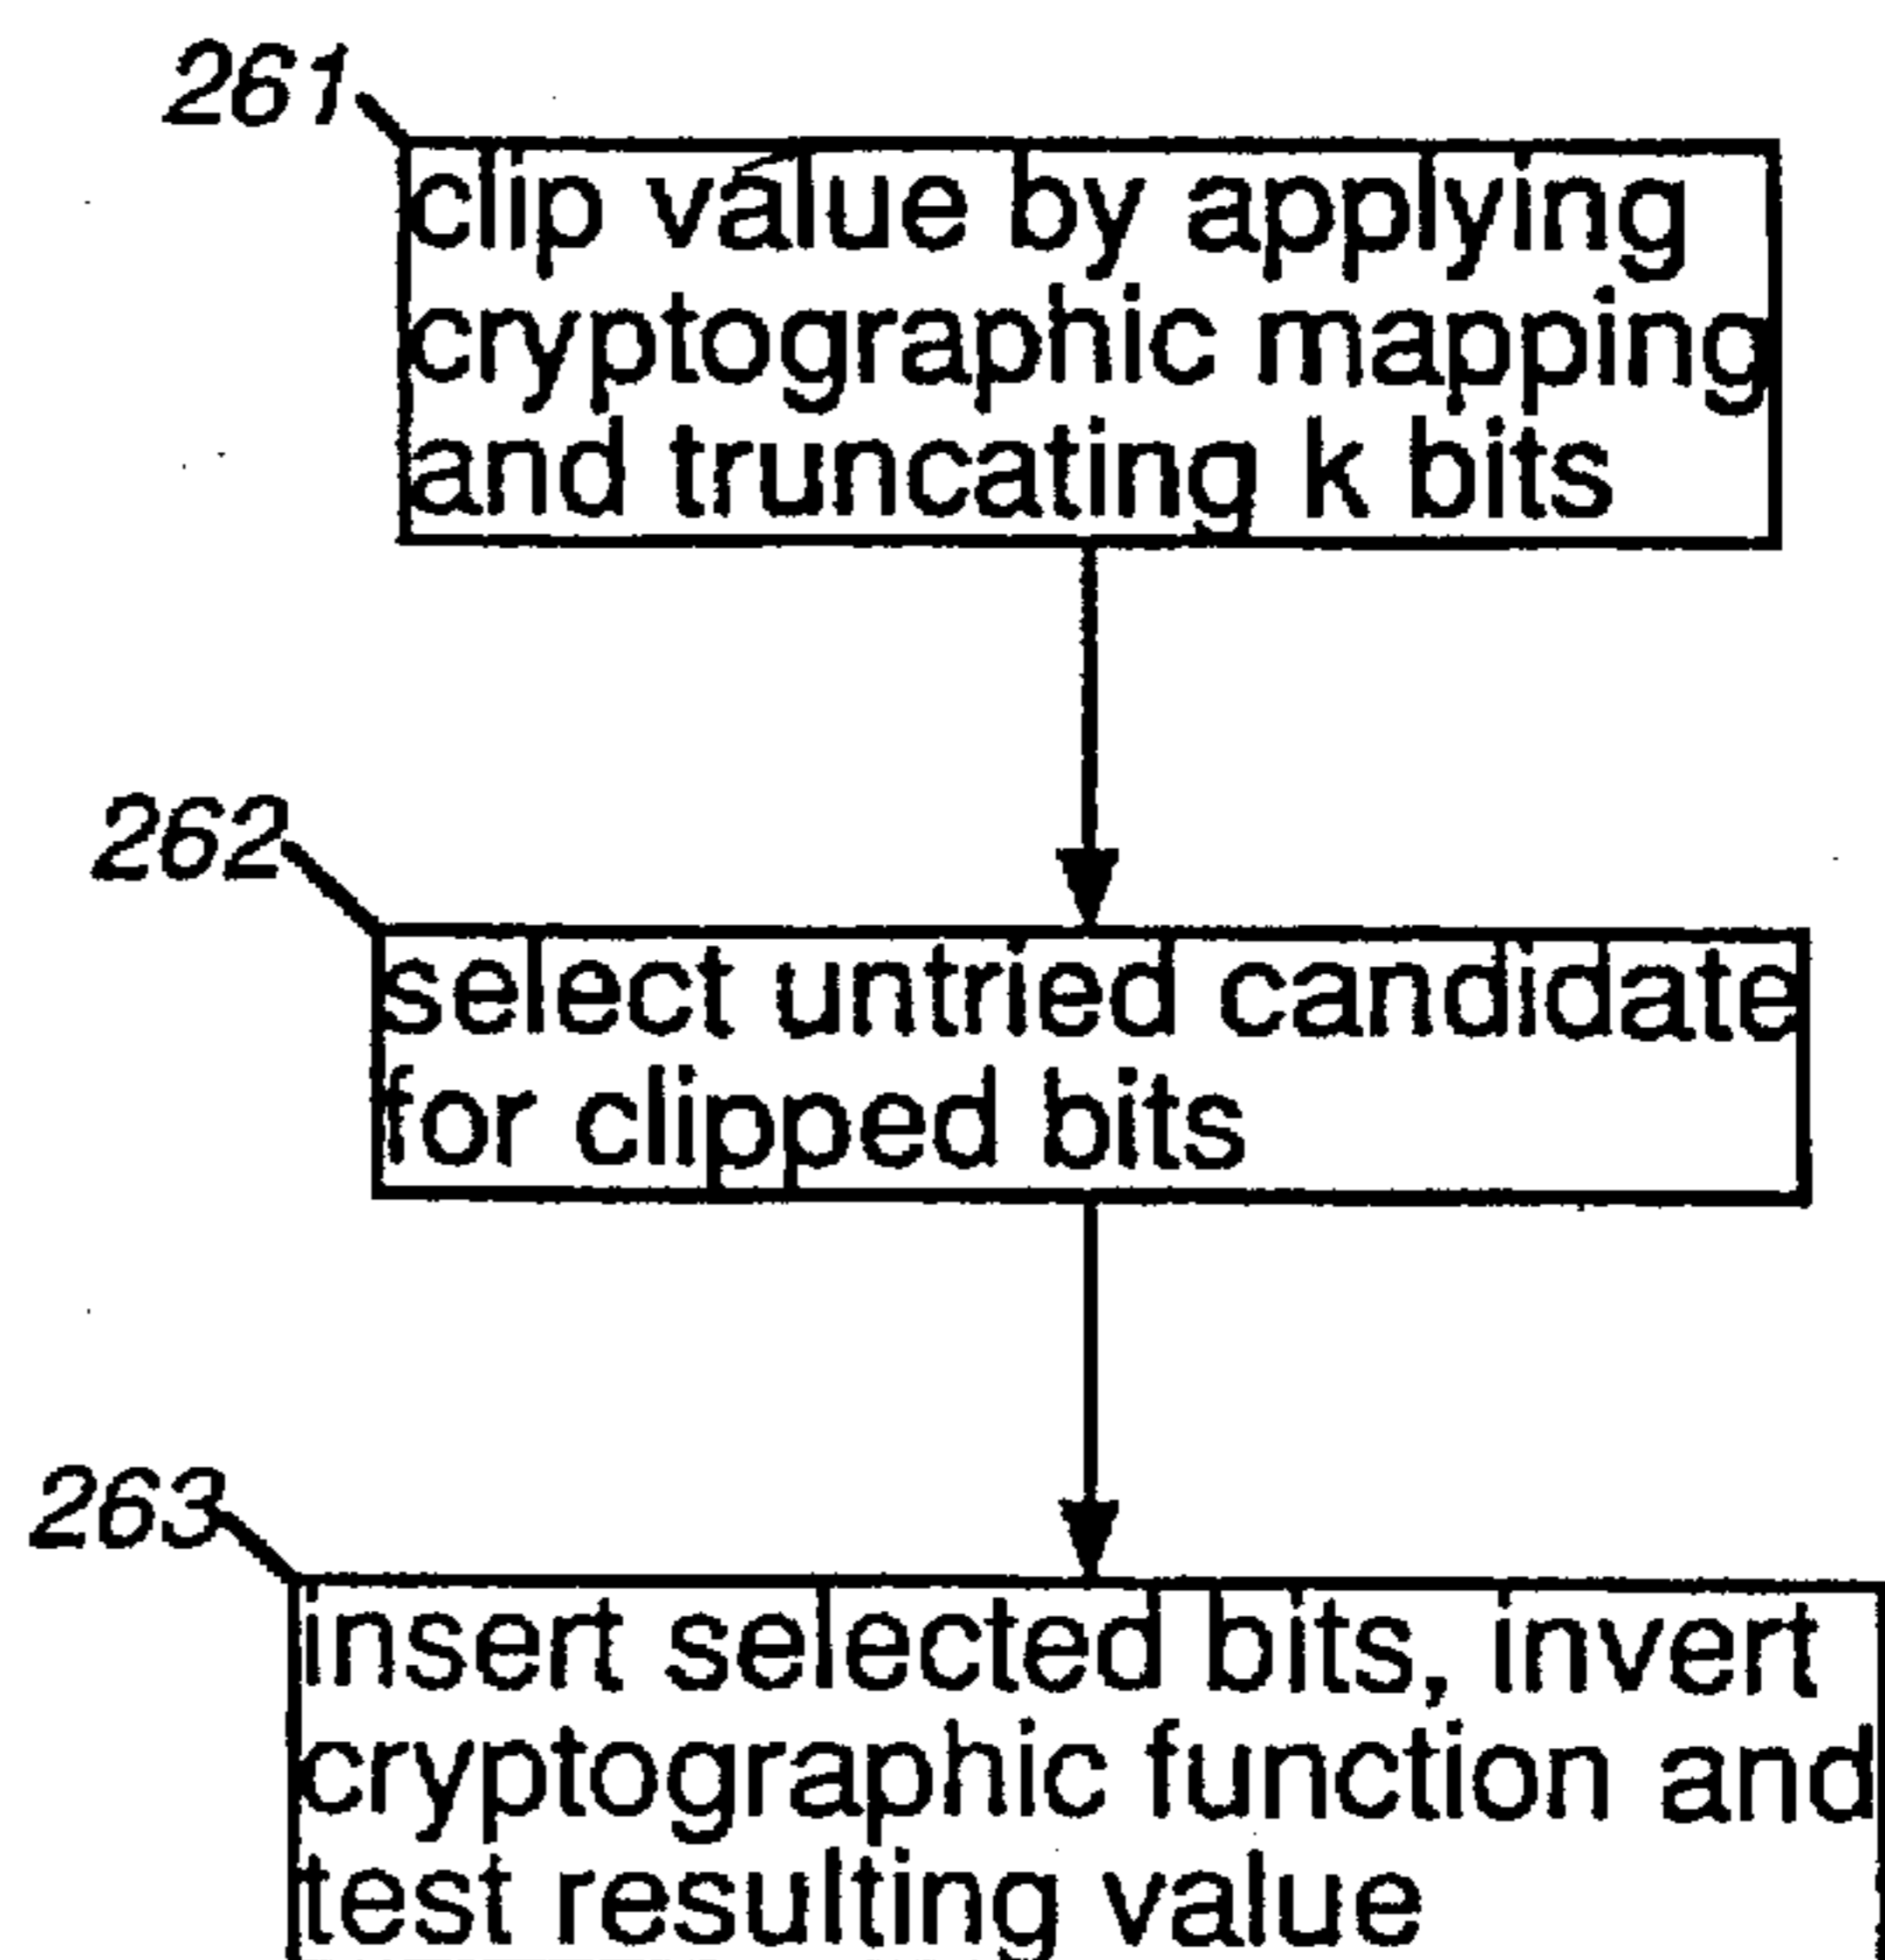 261
clip value by applying
cryptographic mapping
and truncating k bits
262
select untried candidate
for clipped bits
263
insert selected bits, invert
cryptographic function and
test resulting value